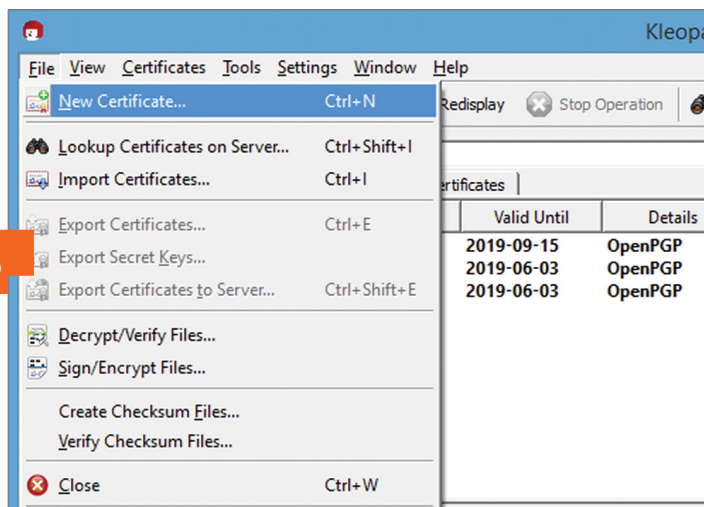 Kleopa
File View Certificates Tools Settings Window Help
New Certificate... Ctrl+N
Redisplay Stop Operation
Lookup Certificates on Server... Ctrl+Shift+I
Import Certificates... Ctrl+I
ertificates
Export Certificates... Ctrl+E
Valid Until Details
2019-09-15 OpenPGP
Export Secret Keys...
2019-06-03 OpenPGP
Export Certificates to Server... Ctrl+Shift+E
2019-06-03 OpenPGP
Decrypt/Verify Files...
Sign/Encrypt Files...
Create Checksum Files...
Verify Checksum Files...
Close Ctrl+W